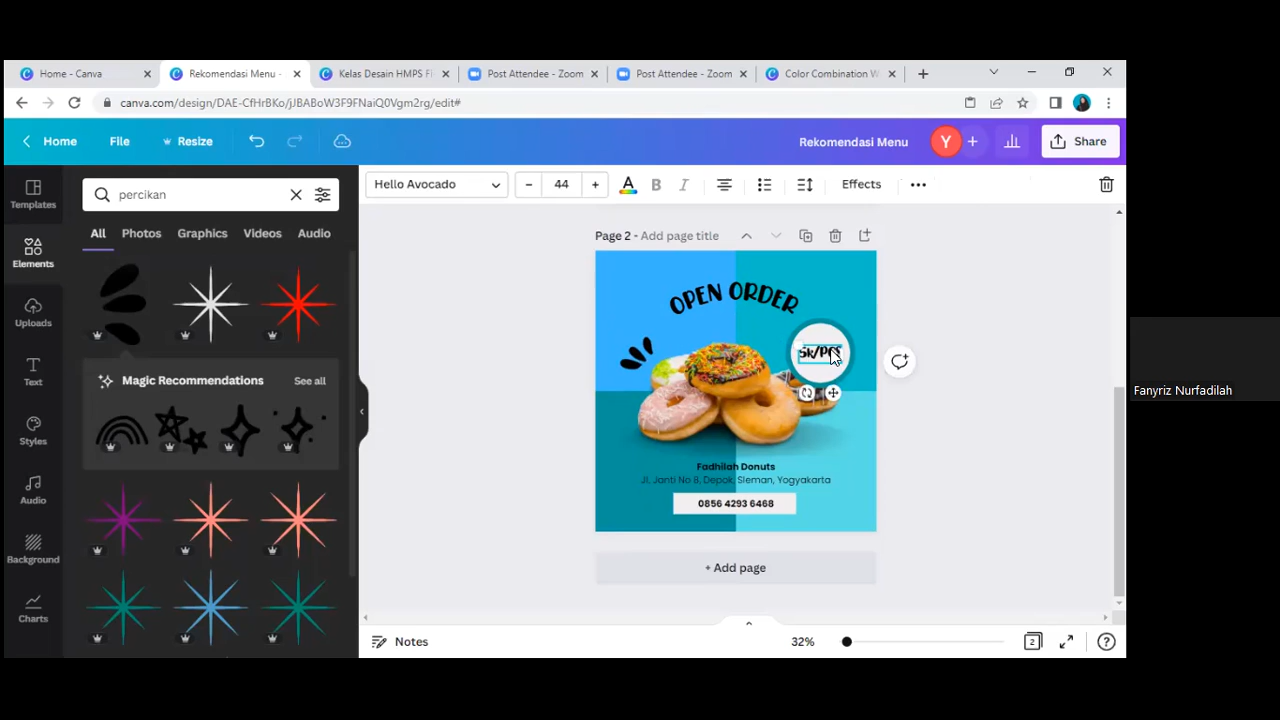 Home - Canva
Rekomendasi Menu -
Kelas Desain HMPS F
Post Attendee - Zoom
Post Attendee - Zoom
Color Combination W
canva.com/design/DAE-CfHrBKo/jJBABoW3F9FNaiQ0Vgm2rg/edit#
Home
File
Resize
Rekomendasi Menu
Y
Share
Templates
Elements
Uploads
Text
Styles
Audio
Background
Charts
percikan
All
Photos
Graphics
Videos
Audio
Magic Recommendations
See all
Hello Avocado
44
A
B
I
Effects
Page 2 - Add page title
OPEN ORDER
5k/Pcs
Fadhilah Donuts
Jl. Janti No 8, Depok, Sleman, Yogyakarta
0856 4293 6468
+ Add page
Notes
32%
2
Fanyriz Nurfadilah